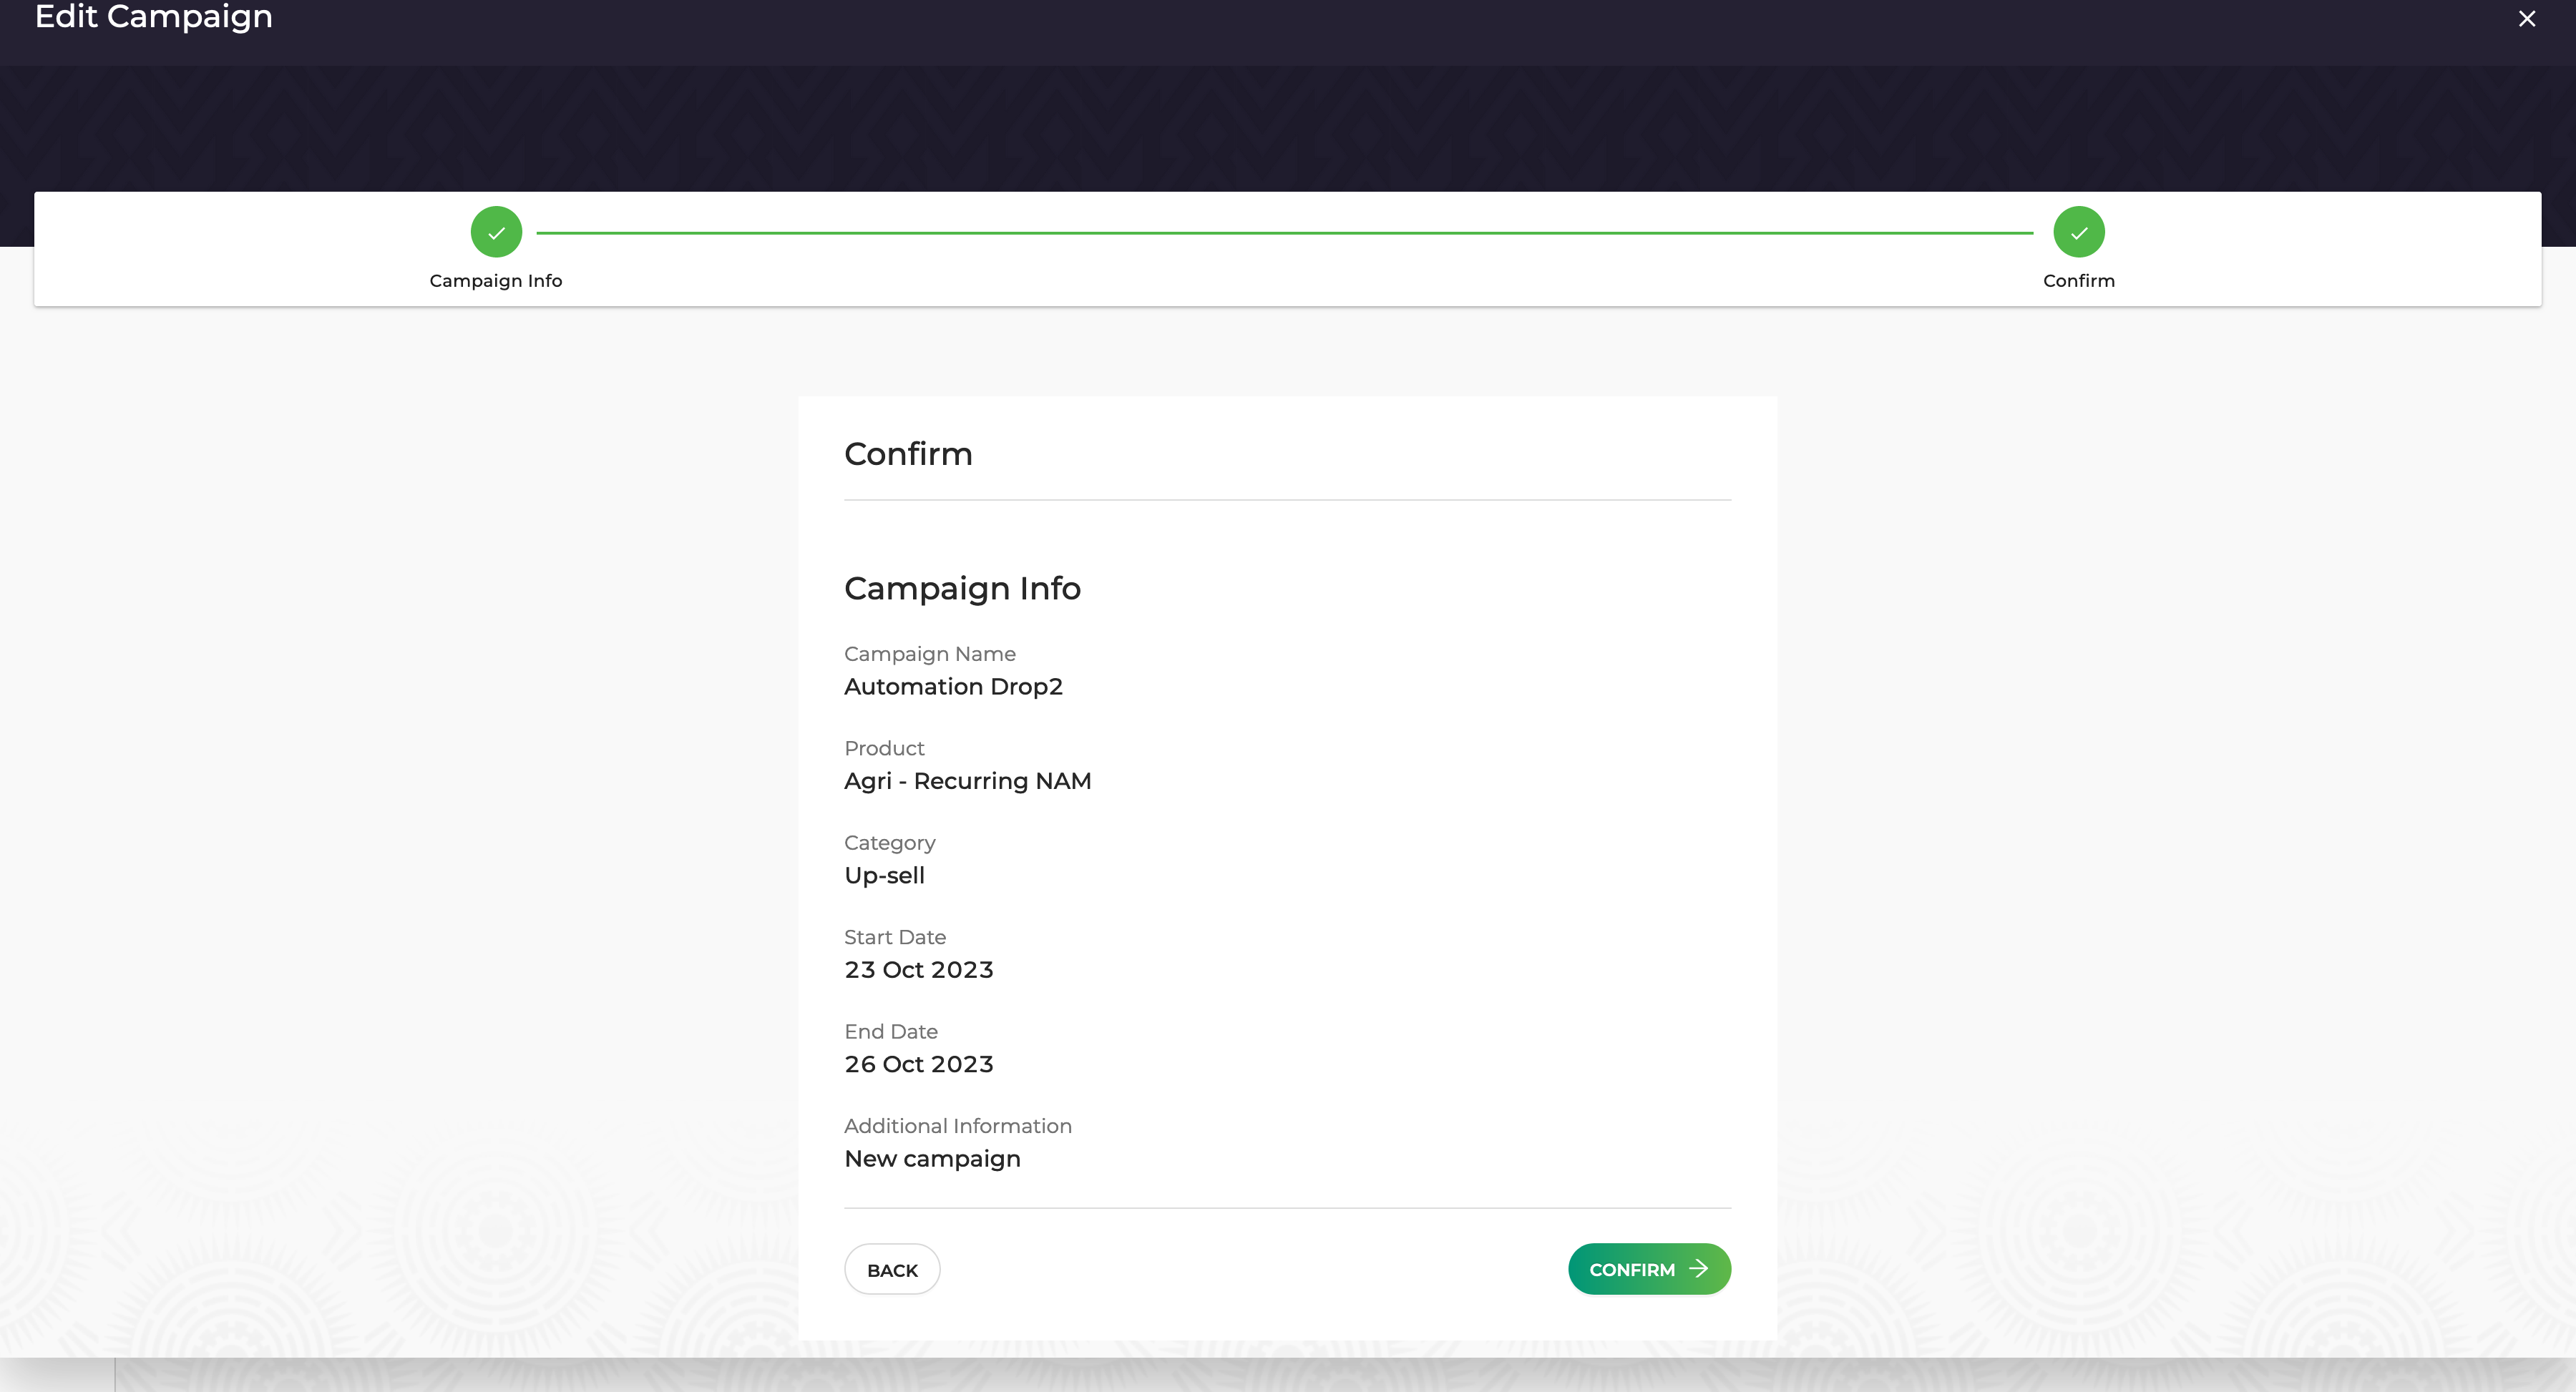 Edit Campaign
Campaign Info
Confirm
Confirm
Campaign Info
Campaign Name
Automation Drop2
Product
Agri - Recurring NAM
Category
Up-sell
Start Date
23 Oct 2023
End Date
26 Oct 2023
Additional Information
New campaign
BACK
CONFIRM